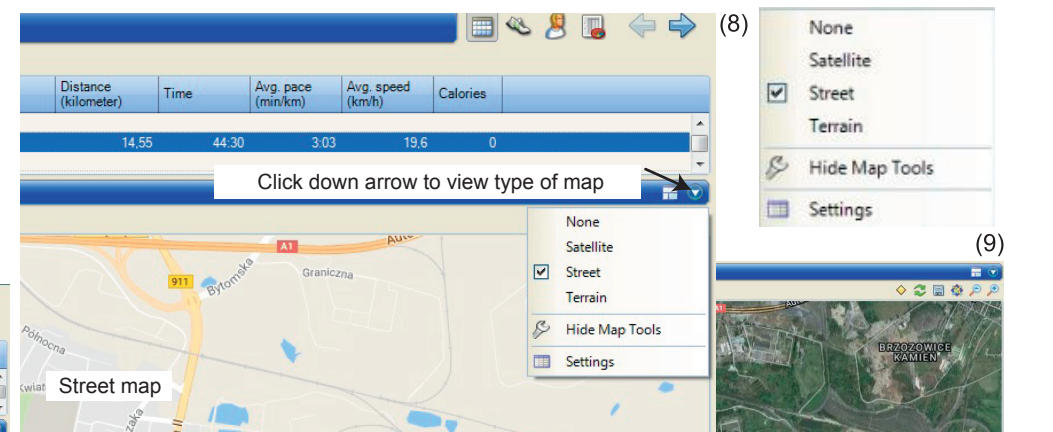 (8)
Distance (kilometer)
Time
Avg. pace (min/km)
Avg. speed (km/h)
Calories
14,55 44:30 3:03 19,6 0
Click down arrow to view type of map
None
Satellite
Street
Terrain
Hide Map Tools
Settings
A1
911
Bytomska
Graniczna
Północna
Street map
None
Satellite
Street
Terrain
Hide Map Tools
Settings
(9)
A1
BRZOZOWICE
KAMIEŃ